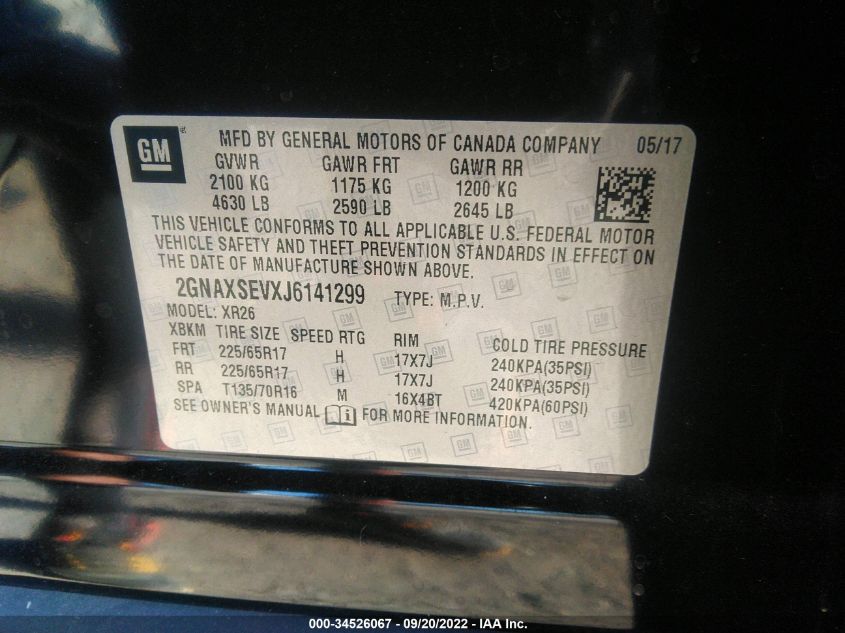 GM MFD BY GENERAL MOTORS OF CANADA COMPANY 05/17
GVWR GAWR FRT GAWR RR
2100 KG 1175 KG 1200 KG
4630 LB 2590 LB 2645 LB
THIS VEHICLE CONFORMS TO ALL APPLICABLE U.S. FEDERAL MOTOR
VEHICLE SAFETY AND THEFT PREVENTION STANDARDS IN EFFECT ON
THE DATE OF MANUFACTURE SHOWN ABOVE.
2GNAXSEVXJ6141299 TYPE: M.P.V.
MODEL: XR26
XBKM TIRE SIZE SPEED RTG RIM COLD TIRE PRESSURE
FRT 225/65R17 H 17X7J 240KPA(35PSI)
RR 225/65R17 H 17X7J 240KPA(35PSI)
SPA T135/70R16 M 16X4BT 420KPA(60PSI)
SEE OWNER'S MANUAL i FOR MORE INFORMATION.
000-34526067 - 09/20/2022 - IAA Inc.